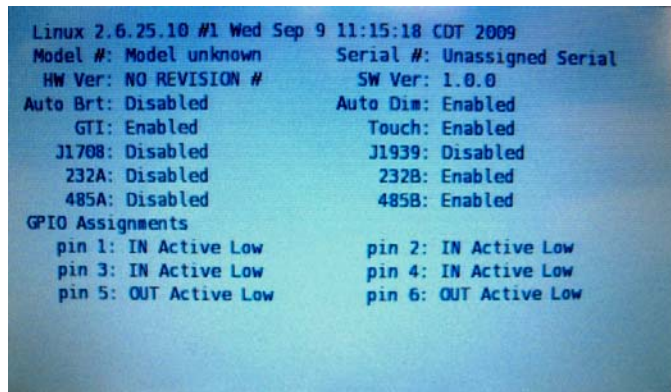 Linux 2.6.25.10 #1 Wed Sep 9 11:15:18 CDT 2009
Model #: Model unknown Serial #: Unassigned Serial
HW Ver: NO REVISION # SW Ver: 1.0.0
Auto Brt: Disabled Auto Dim: Enabled
GTI: Enabled Touch: Enabled
J1708: Disabled J1939: Disabled
232A: Disabled 232B: Enabled
485A: Disabled 485B: Enabled
GPIO Assignments
pin 1: IN Active Low pin 2: IN Active Low
pin 3: IN Active Low pin 4: IN Active Low
pin 5: OUT Active Low pin 6: OUT Active Low